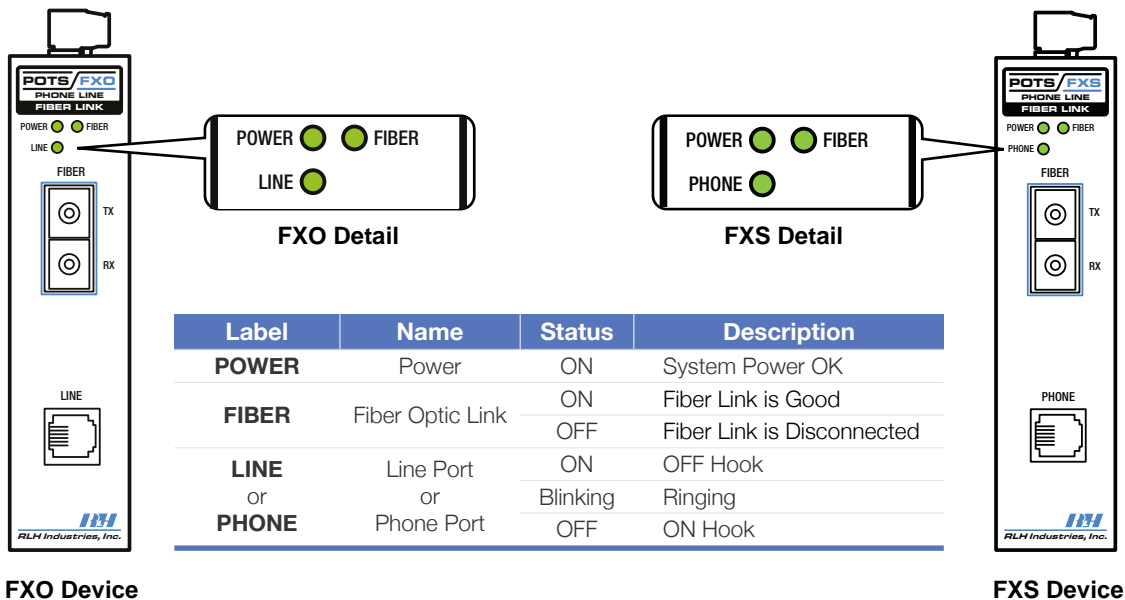 POTS/FXO
PHONE LINE
FIBER LINK
POWER FIBER
LINE
FIBER
TX
RX
LINE
RLH
RLH Industries, Inc.
FXO Device
POWER FIBER
LINE
FXO Detail
POWER FIBER
PHONE
FXS Detail
POTS/FXS
PHONE LINE
FIBER LINK
POWER FIBER
PHONE
FIBER
TX
RX
PHONE
RLH
RLH Industries, Inc.
FXS Device
Label Name Status Description
POWER Power ON System Power OK
FIBER Fiber Optic Link ON Fiber Link is Good
OFF Fiber Link is Disconnected
LINE Line Port ON OFF Hook
or or Blinking Ringing
PHONE Phone Port OFF ON Hook